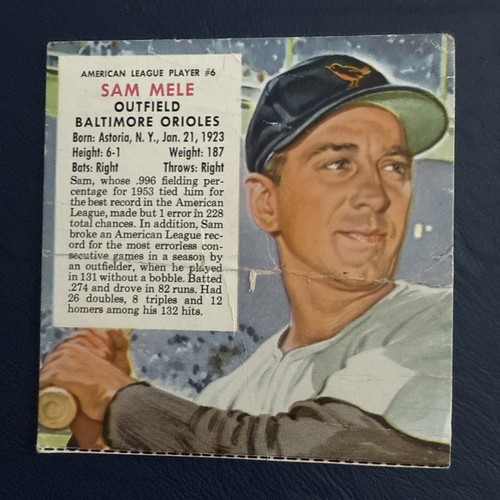 AMERICAN LEAGUE PLAYER #6
SAM MELE
OUTFIELD
BALTIMORE ORIOLES
Born: Astoria, N. Y., Jan. 21, 1923
Height: 6-1 Weight: 187
Bats: Right Throws: Right
Sam, whose .996 fielding per-
centage for 1953 tied him for
the best record in the American
League, made but 1 error in 228
total chances. In addition, Sam
broke an American League rec-
ord for the most errorless con-
secutive games in a season by
an outfielder, when he played
in 131 without a bobble. Batted
.274 and drove in 82 runs. Had
26 doubles, 8 triples and 12
homers among his 132 hits.